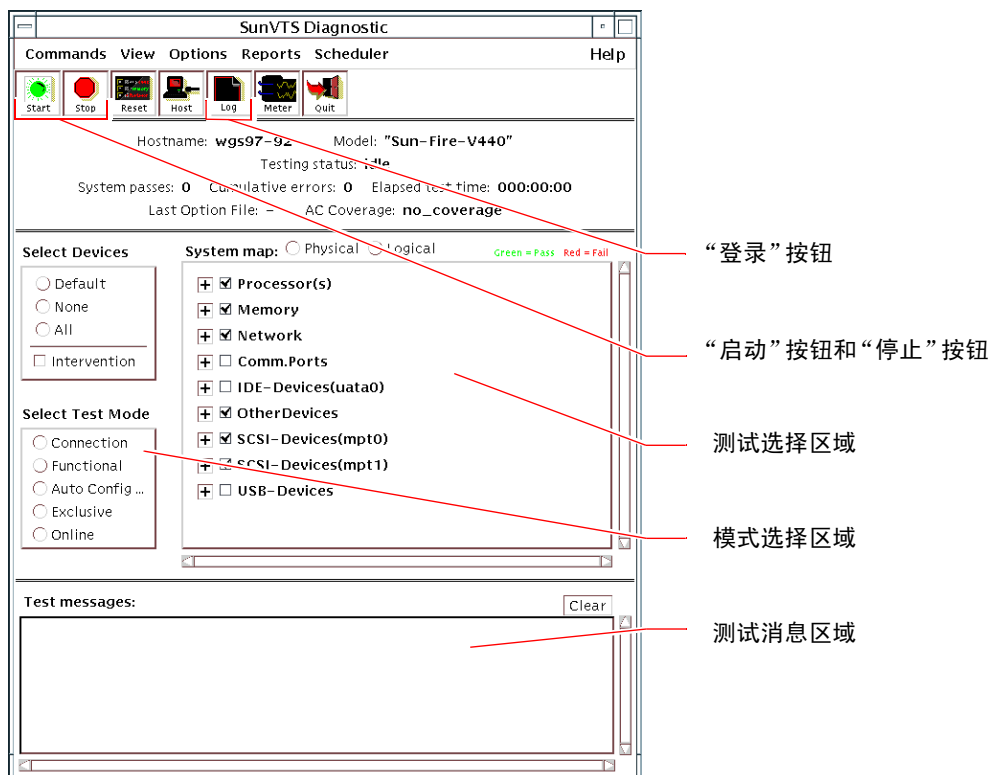 SunVTS Diagnostic
Commands View Options Reports Scheduler Help
Start Stop Reset Host Log Meter Quit
Hostname: wgs97-92 Model: "Sun-Fire-V440"
Testing status: idle
System passes: 0 Cumulative errors: 0 Elapsed test time: 000:00:00
Last Option File: - AC Coverage: no_coverage
Select Devices
Default
None
All
Intervention
Select Test Mode
Connection
Functional
Auto Config ...
Exclusive
Online
System map: Physical Logical Green = Pass Red = Fail
Processor(s)
Memory
Network
Comm.Ports
IDE-Devices(uata0)
OtherDevices
SCSI-Devices(mpt0)
SCSI-Devices(mpt1)
USB-Devices
Test messages: Clear
“登录”按钮
“启动”按钮和“停止”按钮
测试选择区域
模式选择区域
测试消息区域